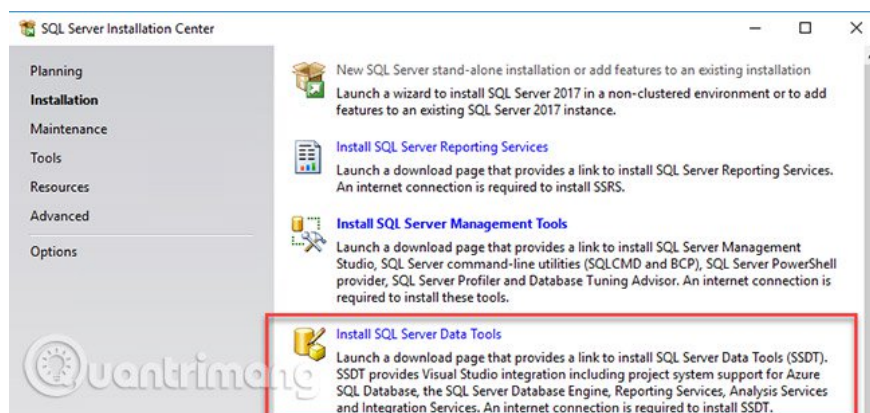 SQL Server Installation Center
Planning
Installation
Maintenance
Tools
Resources
Advanced
Options
New SQL Server stand-alone installation or add features to an existing installation
Launch a wizard to install SQL Server 2017 in a non-clustered environment or to add
features to an existing SQL Server 2017 instance.
Install SQL Server Reporting Services
Launch a download page that provides a link to install SQL Server Reporting Services.
An internet connection is required to install SSRS.
Install SQL Server Management Tools
Launch a download page that provides a link to install SQL Server Management
Studio, SQL Server command-line utilities (SQLCMD and BCP), SQL Server PowerShell
provider, SQL Server Profiler and Database Tuning Advisor. An internet connection is
required to install these tools.
Install SQL Server Data Tools
Launch a download page that provides a link to install SQL Server Data Tools (SSDT).
SSDT provides Visual Studio integration including project system support for Azure
SQL Database, the SQL Server Database Engine, Reporting Services, Analysis Services
and Integration Services. An internet connection is required to install SSDT.
Quantrimang